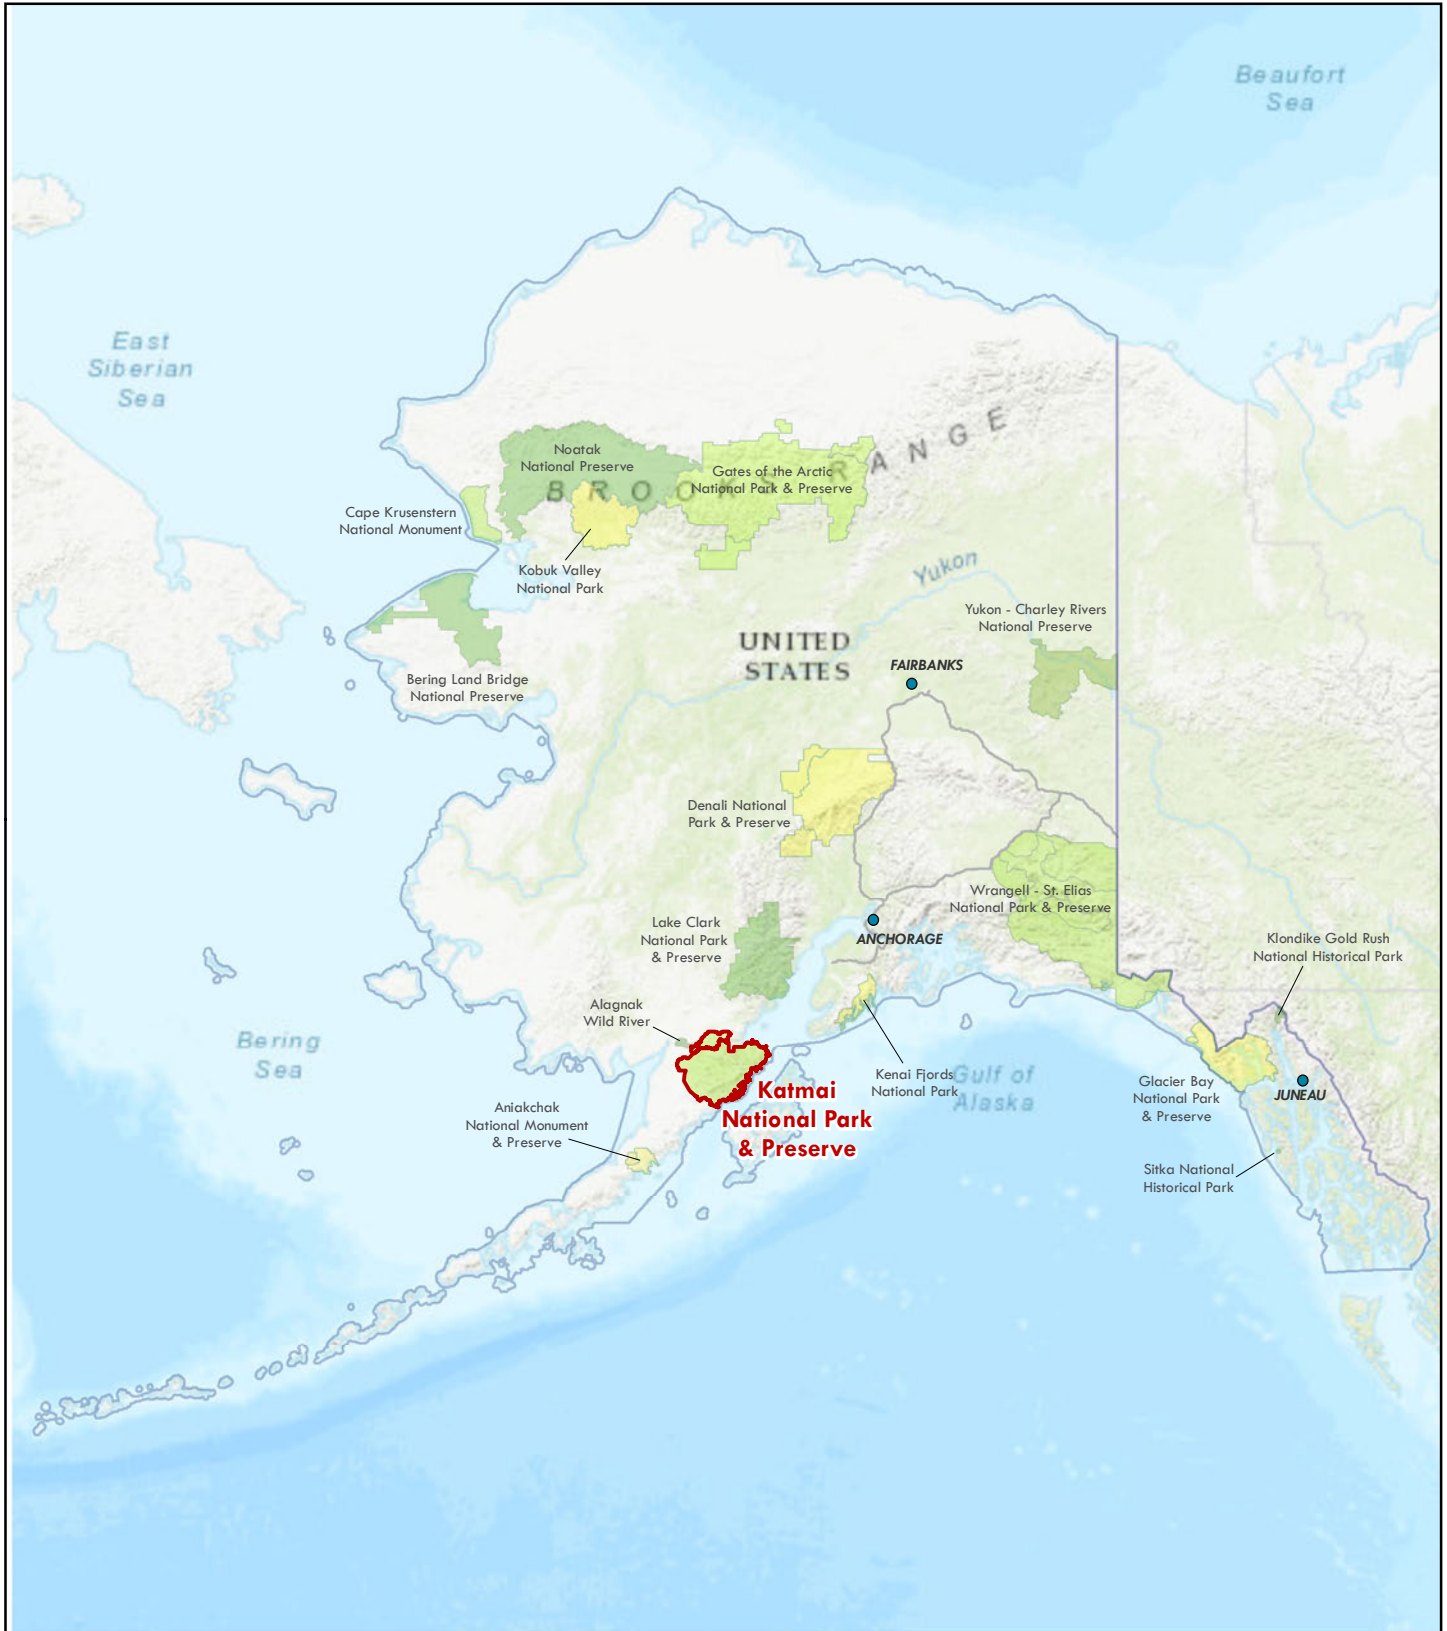 Beaufort
Sea
East
Siberian
Sea
BROOKS RANGE
Noatak
National Preserve
Gates of the Arctic
National Park & Preserve
Cape Krusenstern
National Monument
Kobuk Valley
National Park
Yukon
Yukon - Charley Rivers
National Preserve
UNITED
STATES
FAIRBANKS
Bering Land Bridge
National Preserve
Denali National
Park & Preserve
Wrangell - St. Elias
National Park & Preserve
Lake Clark
National Park
& Preserve
ANCHORAGE
Klondike Gold Rush
National Historical Park
Alagnak
Wild River
Bering
Sea
Kenai Fjords
National Park
Gulf of
Alaska
Katmai
National Park
& Preserve
Glacier Bay
National Park
& Preserve
JUNEAU
Aniakchak
National Monument
& Preserve
Sitka National
Historical Park